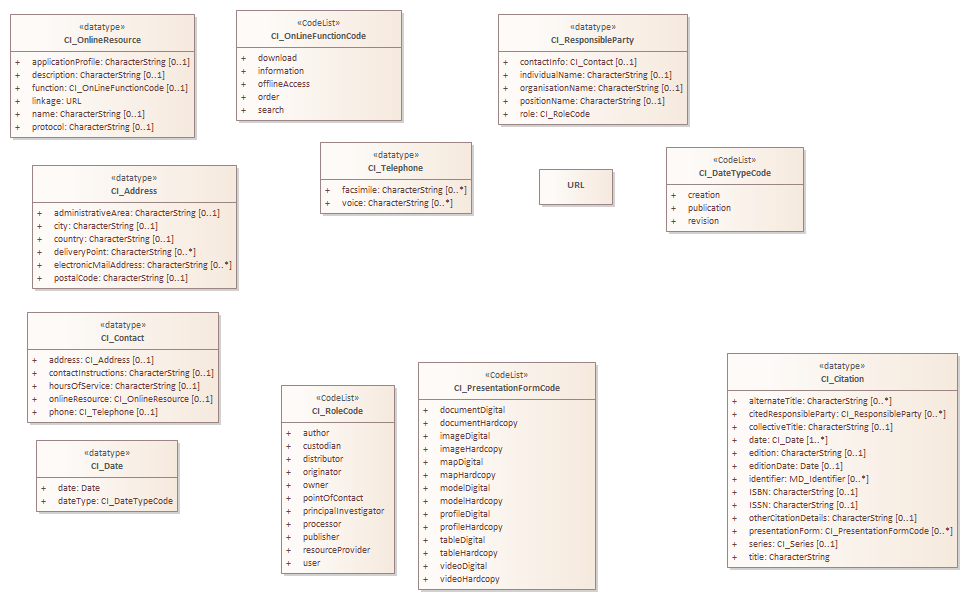 «datatype»
CI_OnlineResource
+ applicationProfile: CharacterString [0..1]
+ description: CharacterString [0..1]
+ function: CI_OnLineFunctionCode [0..1]
+ linkage: URL
+ name: CharacterString [0..1]
+ protocol: CharacterString [0..1]
«CodeList»
CI_OnLineFunctionCode
+ download
+ information
+ offlineAccess
+ order
+ search
«datatype»
CI_ResponsibleParty
+ contactInfo: CI_Contact [0..1]
+ individualName: CharacterString [0..1]
+ organisationName: CharacterString [0..1]
+ positionName: CharacterString [0..1]
+ role: CI_RoleCode
«datatype»
CI_Address
+ administrativeArea: CharacterString [0..1]
+ city: CharacterString [0..1]
+ country: CharacterString [0..1]
+ deliveryPoint: CharacterString [0..*]
+ electronicMailAddress: CharacterString [0..*]
+ postalCode: CharacterString [0..1]
«datatype»
CI_Telephone
+ facsimile: CharacterString [0..*]
+ voice: CharacterString [0..*]
URL
«CodeList»
CI_DateTypeCode
+ creation
+ publication
+ revision
«datatype»
CI_Contact
+ address: CI_Address [0..1]
+ contactInstructions: CharacterString [0..1]
+ hoursOfService: CharacterString [0..1]
+ onlineResource: CI_OnlineResource [0..1]
+ phone: CI_Telephone [0..1]
«datatype»
CI_Date
+ date: Date
+ dateType: CI_DateTypeCode
«CodeList»
CI_RoleCode
+ author
+ custodian
+ distributor
+ originator
+ owner
+ pointOfContact
+ principalInvestigator
+ processor
+ publisher
+ resourceProvider
+ user
«CodeList»
CI_PresentationFormCode
+ documentDigital
+ documentHardcopy
+ imageDigital
+ imageHardcopy
+ mapDigital
+ mapHardcopy
+ modelDigital
+ modelHardcopy
+ profileDigital
+ profileHardcopy
+ tableDigital
+ tableHardcopy
+ videoDigital
+ videoHardcopy
«datatype»
CI_Citation
+ alternateTitle: CharacterString [0..*]
+ citedResponsibleParty: CI_ResponsibleParty [0..*]
+ collectiveTitle: CharacterString [0..1]
+ date: CI_Date [1..*]
+ edition: CharacterString [0..1]
+ editionDate: Date [0..1]
+ identifier: MD_Identifier [0..*]
+ ISBN: CharacterString [0..1]
+ ISSN: CharacterString [0..1]
+ otherCitationDetails: CharacterString [0..1]
+ presentationForm: CI_PresentationFormCode [0..*]
+ series: CI_Series [0..1]
+ title: CharacterString